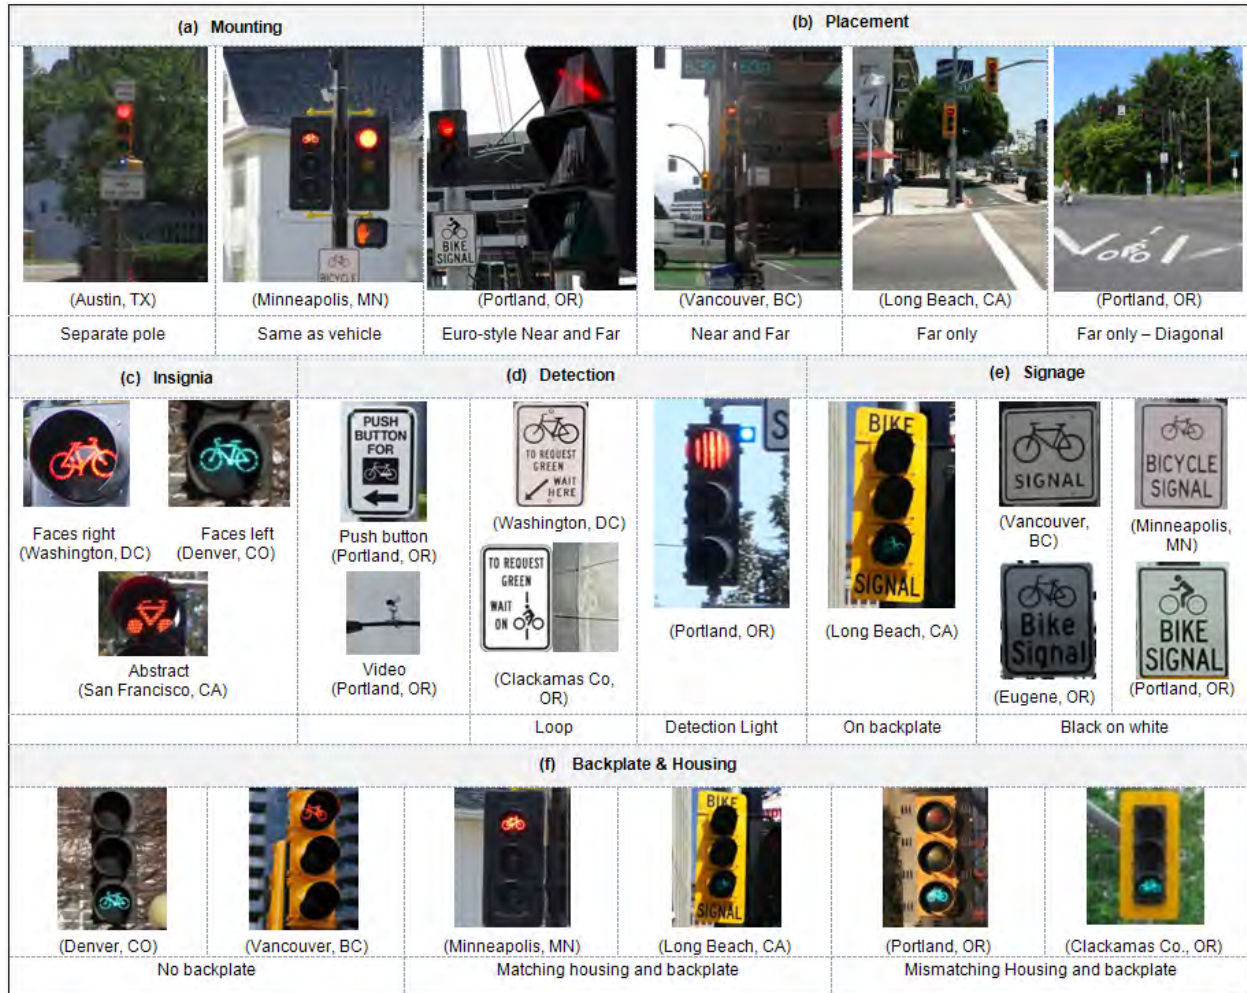 (a) Mounting
(b) Placement
BIKE
SIGNAL
BICYCLE
(Austin, TX)
(Minneapolis, MN)
(Portland, OR)
(Vancouver, BC)
(Long Beach, CA)
(Portland, OR)
Separate pole
Same as vehicle
Euro-style Near and Far
Near and Far
Far only
Far only – Diagonal
(c) Insignia
(d) Detection
(e) Signage
Faces right
(Washington, DC)
Faces left
(Denver, CO)
Abstract
(San Francisco, CA)
PUSH
BUTTON
FOR
Push button
(Portland, OR)
Video
(Portland, OR)
TO REQUEST
GREEN
WAIT
HERE
(Washington, DC)
TO REQUEST
GREEN
WAIT
ON
(Clackamas Co,
OR)
S
(Portland, OR)
BIKE
SIGNAL
(Long Beach, CA)
SIGNAL
(Vancouver,
BC)
BICYCLE
SIGNAL
(Minneapolis,
MN)
Bike
Signal
(Eugene, OR)
BIKE
SIGNAL
(Portland, OR)
Loop
Detection Light
On backplate
Black on white
(f) Backplate & Housing
BIKE
SIGNAL
(Denver, CO)
(Vancouver, BC)
(Minneapolis, MN)
(Long Beach, CA)
(Portland, OR)
(Clackamas Co., OR)
No backplate
Matching housing and backplate
Mismatching Housing and backplate